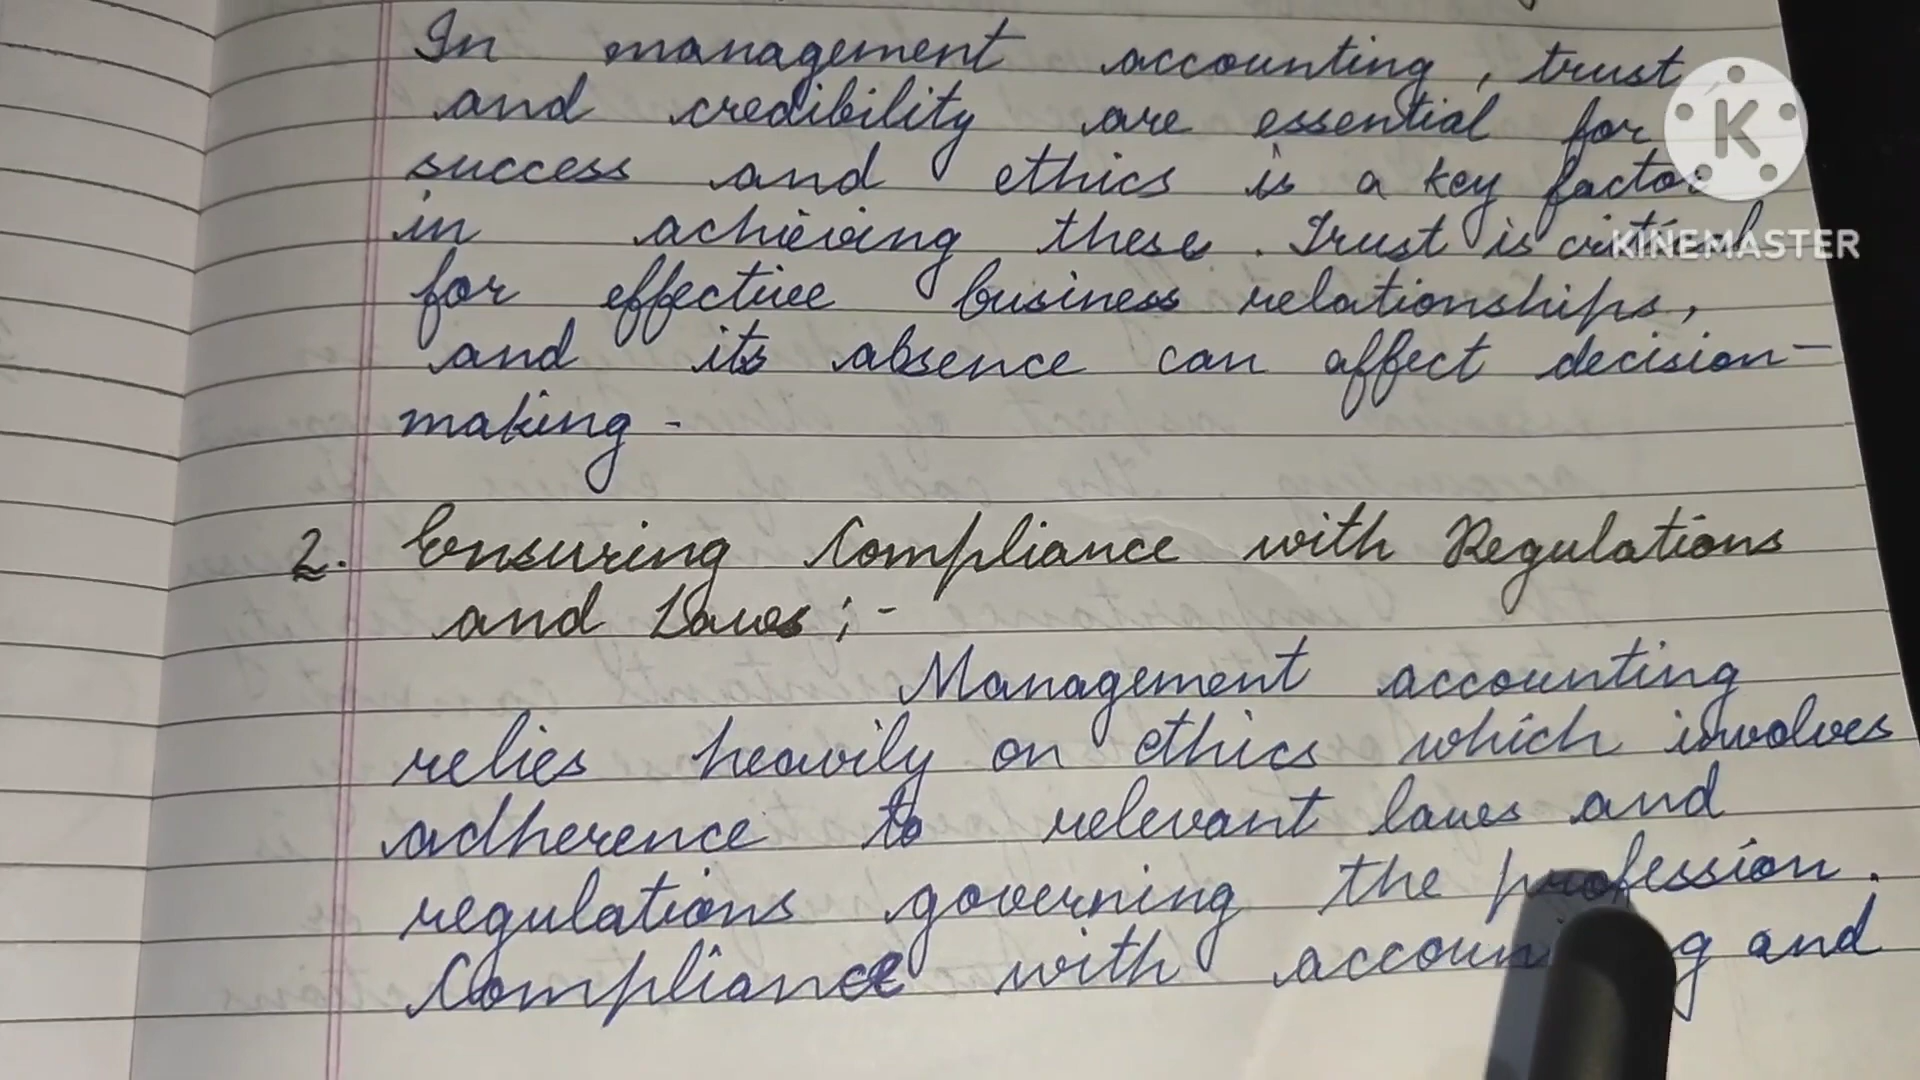 In management accounting, trust
and credibility are essential for
success and ethics is a key factor
in achieving these. Trust is critical
for effective business relationships,
and its absence can affect decision-
making -
2. Ensuring Compliance with Regulations
and Laws ; -
Management accounting
relies heavily on ethics which involves
adherence to relevant laws and
regulations governing the profession.
Compliance with accounting and
K
KINEMASTER